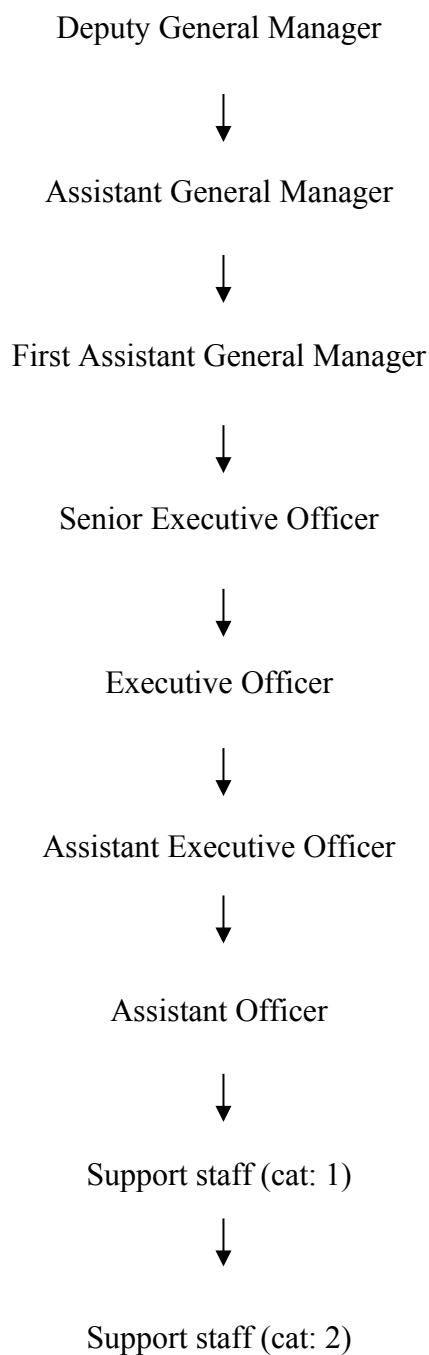 Deputy General Manager
Assistant General Manager
First Assistant General Manager
Senior Executive Officer
Executive Officer
Assistant Executive Officer
Assistant Officer
Support staff (cat: 1)
Support staff (cat: 2)